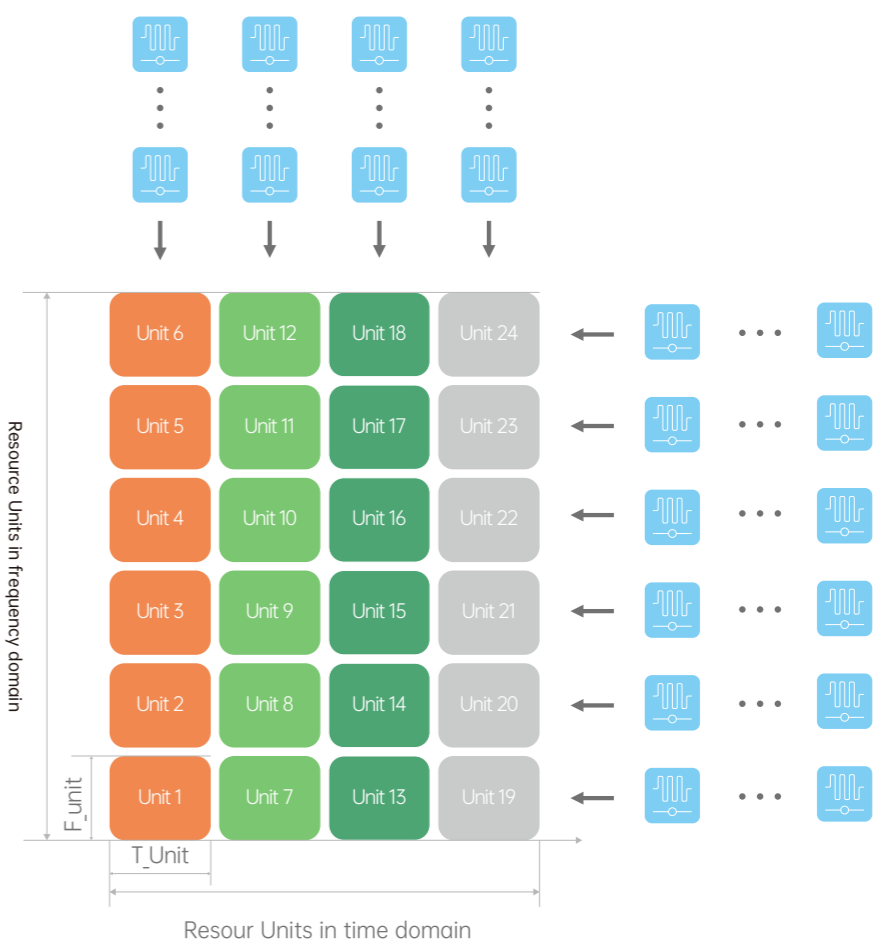 Unit 6 Unit 12 Unit 18 Unit 24
Unit 5 Unit 11 Unit 17 Unit 23
Unit 4 Unit 10 Unit 16 Unit 22
Unit 3 Unit 9 Unit 15 Unit 21
Unit 2 Unit 8 Unit 14 Unit 20
Unit 1 Unit 7 Unit 13 Unit 19
Resource Units in frequency domain
F_unit
T_Unit
Resour Units in time domain